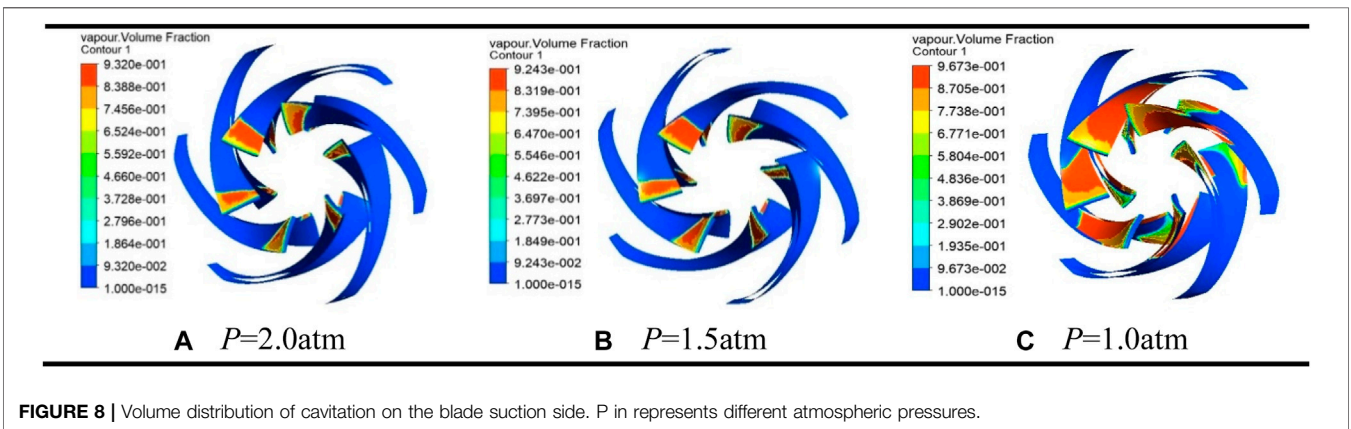 vapour.Volume Fraction
Contour 1
9.320e-001
8.388e-001
7.456e-001
6.524e-001
5.592e-001
4.660e-001
3.728e-001
2.796e-001
1.864e-001
9.320e-002
1.000e-015
A P=2.0atm
vapour.Volume Fraction
Contour 1
9.243e-001
8.319e-001
7.395e-001
6.470e-001
5.546e-001
4.622e-001
3.697e-001
2.773e-001
1.849e-001
9.243e-002
1.000e-015
B P=1.5atm
vapour.Volume Fraction
Contour 1
9.673e-001
8.705e-001
7.738e-001
6.771e-001
5.804e-001
4.836e-001
3.869e-001
2.902e-001
1.935e-001
9.673e-002
1.000e-015
C P=1.0atm
FIGURE 8 | Volume distribution of cavitation on the blade suction side. P in represents different atmospheric pressures.